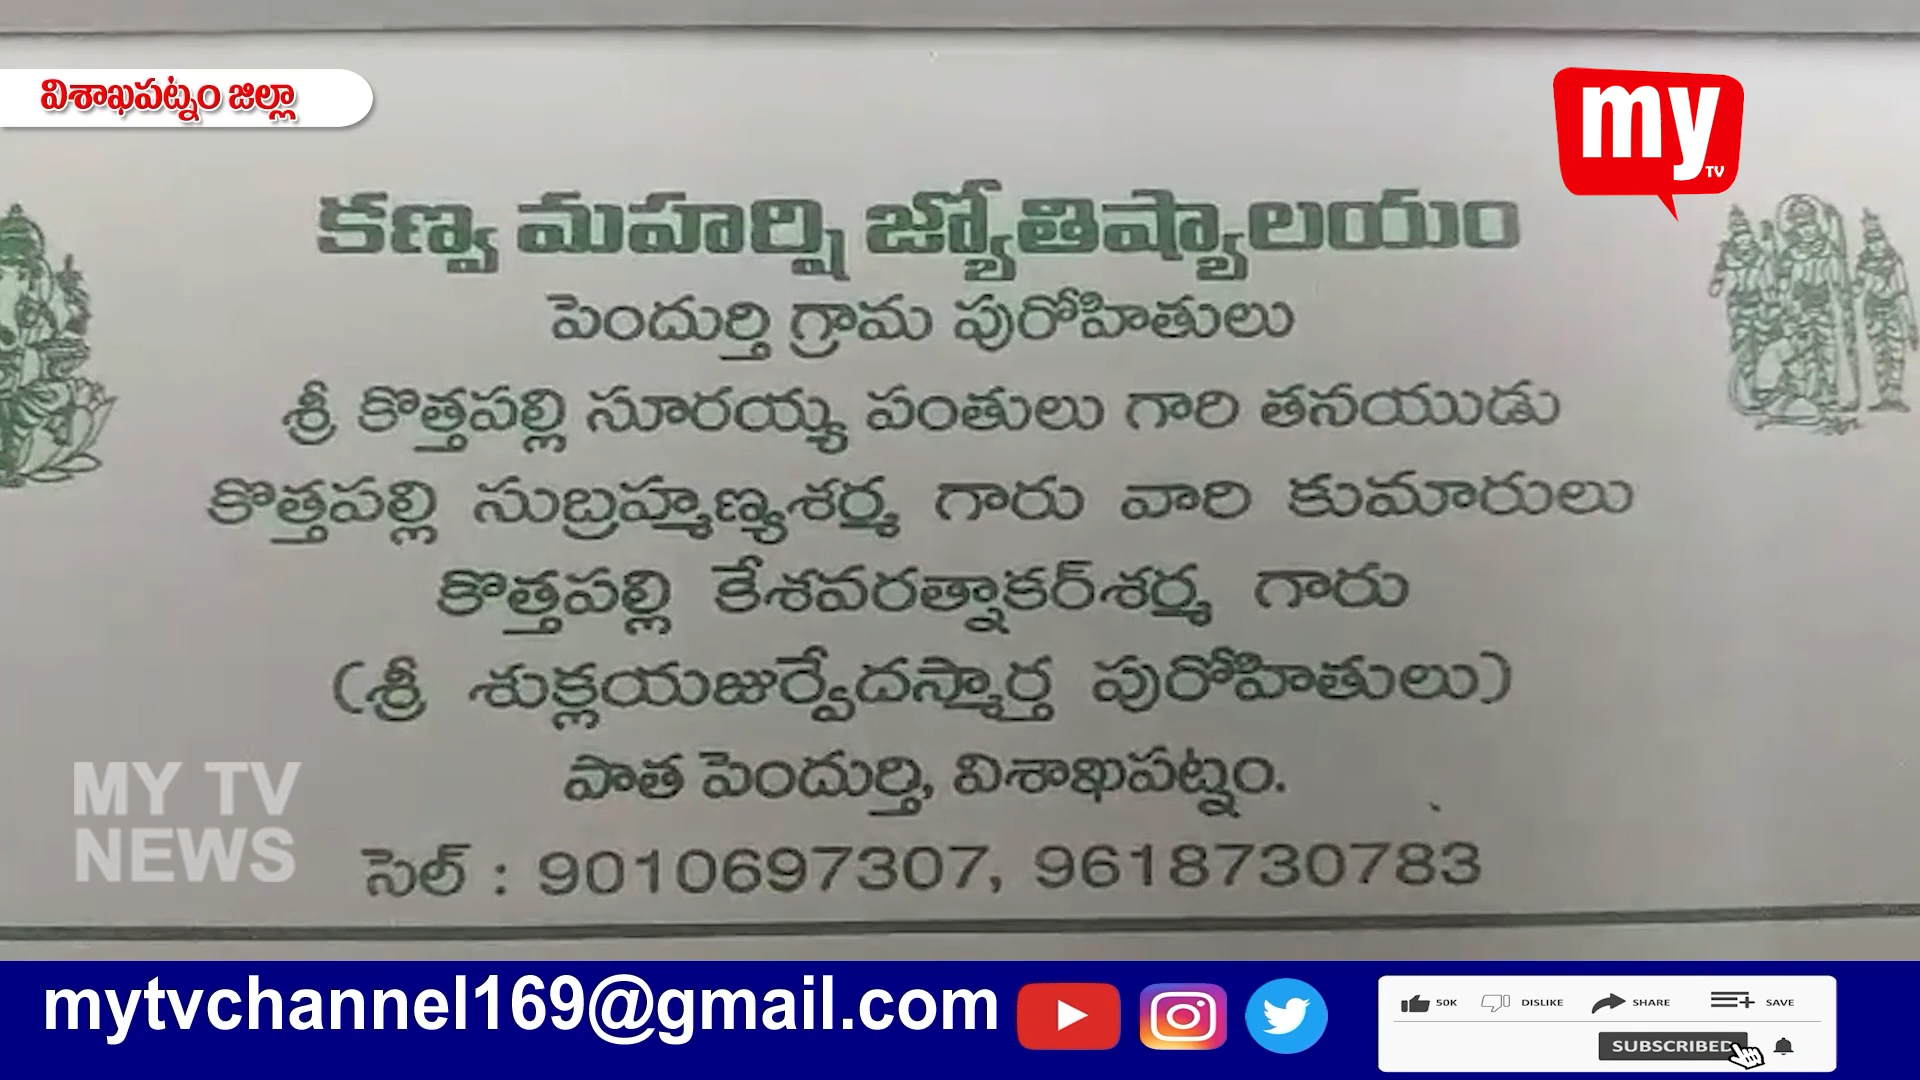 విశాఖపట్నం జిల్లా
my
TV
కణ్వ మహర్షి జ్యోతిష్యాలయం
పెందుర్తి గ్రామ పురోహితులు
శ్రీ కొత్తపల్లి సూరయ్య పంతులు గారి తనయుడు
కొత్తపల్లి సుబ్రహ్మణ్యశర్మ గారు వారి కుమారులు
కొత్తపల్లి కేశవరత్నాకర్‌శర్మ గారు
(శ్రీ శుక్లయజుర్వేదస్మార్త పురోహితులు)
పాత పెందుర్తి, విశాఖపట్నం.
సెల్ : 9010697307, 9618730783
MY TV
NEWS
mytvchannel169@gmail.com
50K DISLIKE SHARE SAVE
SUBSCRIBED